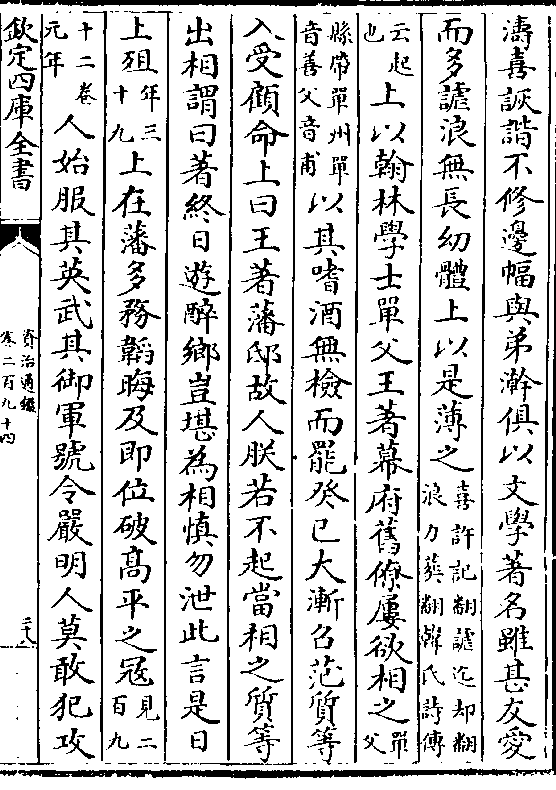 濤喜詼諧不修邊幅與弟澣俱以文學著名雖甚友愛
而多謔浪無長幼體上以是薄之喜許記翻謔迄却翻
浪力葬翻韓氏詩傳
云起
也上以翰林學士單父王著幕府舊僚屢欲相之單
父
縣帶單州單
音善父音甫以其嗜酒無檢而罷癸巳大漸召范質等
入受顧命上曰王著藩邸故人朕若不起當相之質等
出相謂曰著終日遊醉鄉豈堪為相慎勿泄此言是日
上殂年三
十九上在藩多務韜晦及即位破高平之寇見二
百九
十二卷
元年人始服其英武其御軍號令嚴明人莫敢犯攻
欽定四庫全書
資治通鑑
卷二百九十四
三十八